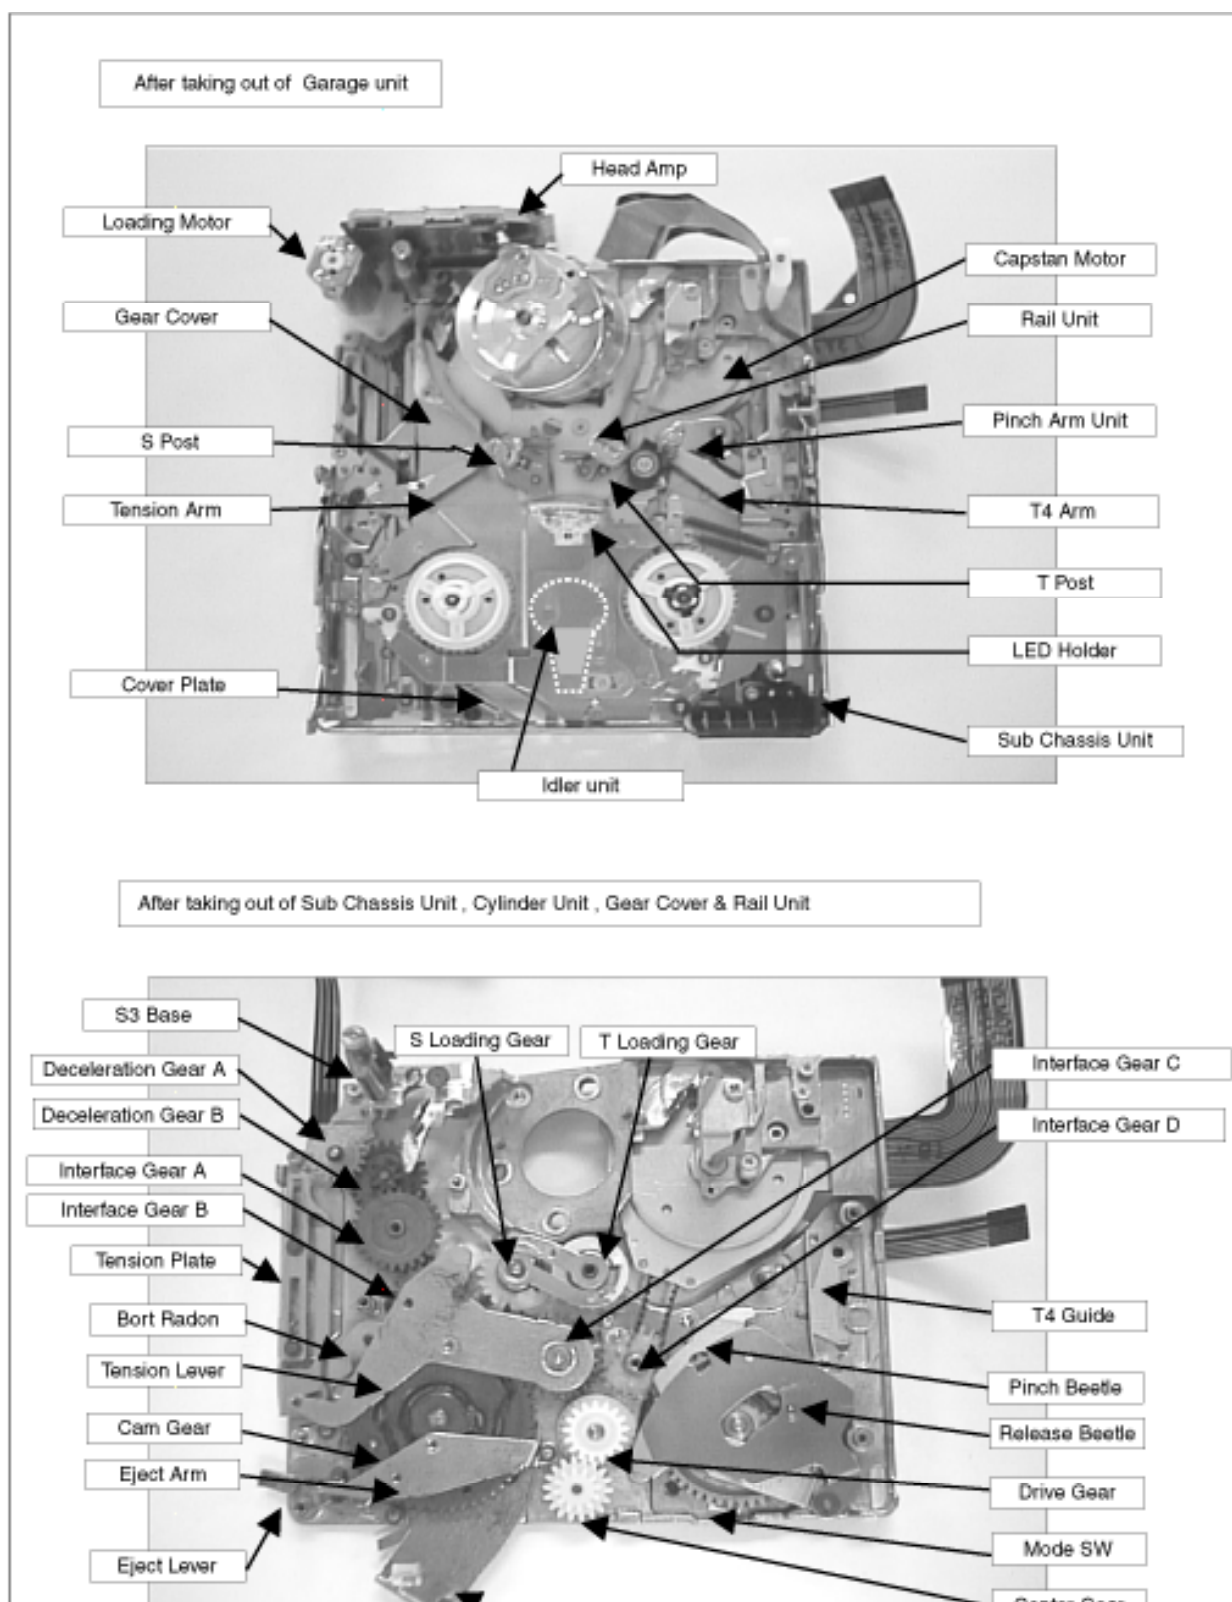 After taking out of Garage unit
Head Amp
Loading Motor
Capstan Motor
Gear Cover
Rail Unit
S Post
Pinch Arm Unit
Tension Arm
T4 Arm
T Post
LED Holder
Cover Plate
Sub Chassis Unit
Idler unit
After taking out of Sub Chassis Unit , Cylinder Unit , Gear Cover & Rail Unit
S3 Base
S Loading Gear
T Loading Gear
Deceleration Gear A
Interface Gear C
Deceleration Gear B
Interface Gear D
Interface Gear A
Interface Gear B
Tension Plate
Bort Radon
T4 Guide
Tension Lever
Pinch Beetle
Cam Gear
Release Beetle
Eject Arm
Drive Gear
Mode SW
Eject Lever
Gear